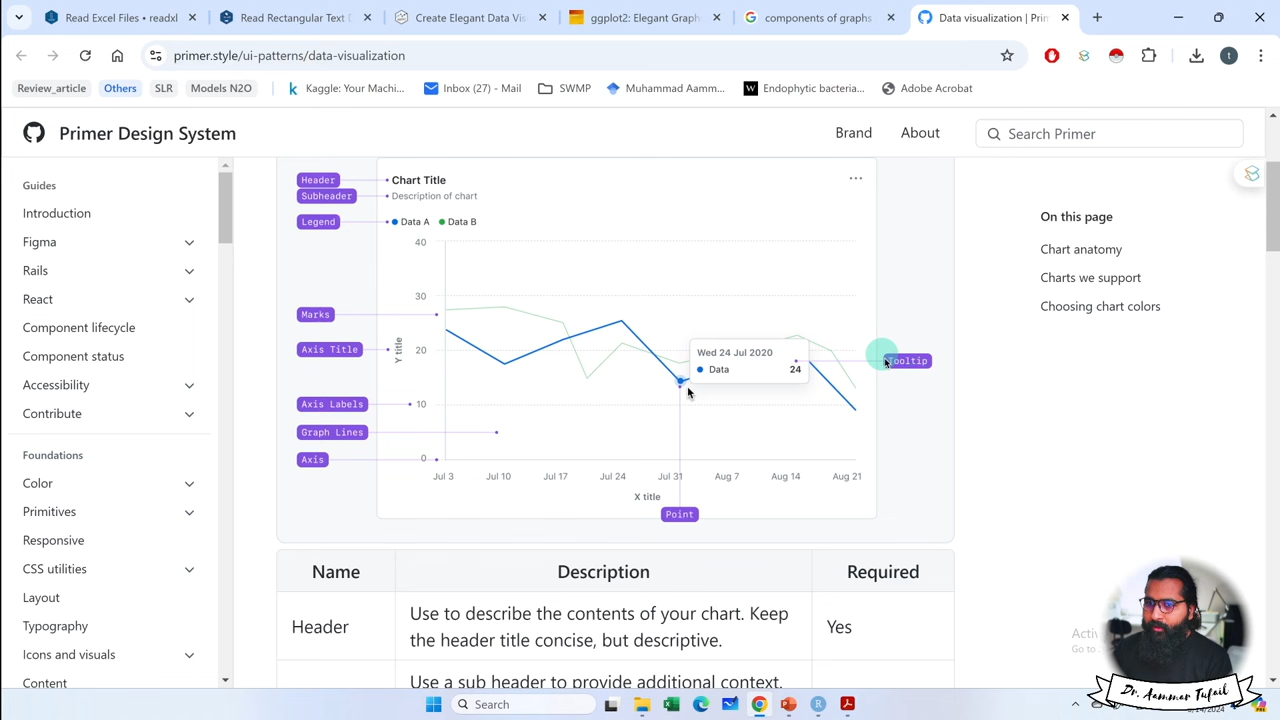 Read Excel Files • readxl
Read Rectangular Text D
Create Elegant Data Vis
ggplot2: Elegant Graph
components of graphs
Data visualization | Prim
primer.style/ui-patterns/data-visualization
Review_article
Others
SLR
Models N2O
Kaggle: Your Machi...
Inbox (27) - Mail
SWMP
Muhammad Aamm...
Endophytic bacteria...
Adobe Acrobat
Primer Design System
Brand
About
Search Primer
Guides
Introduction
Figma
Rails
React
Component lifecycle
Component status
Accessibility
Contribute
Foundations
Color
Primitives
Responsive
CSS utilities
Layout
Typography
Icons and visuals
Content
Header
Subheader
Legend
Marks
Axis Title
Axis Labels
Graph Lines
Axis
Chart Title
Description of chart
Data A
Data B
40
30
20
10
0
Y title
Wed 24 Jul 2020
Data 24
Tooltip
Jul 3 Jul 10 Jul 17 Jul 24 Jul 31 Aug 7 Aug 14 Aug 21
X title
Point
Name Description Required
Header
Use to describe the contents of your chart. Keep
the header title concise, but descriptive.
Yes
Use a sub header to provide additional context.
On this page
Chart anatomy
Charts we support
Choosing chart colors
Go to
Dr. Aammar Tufail
Search